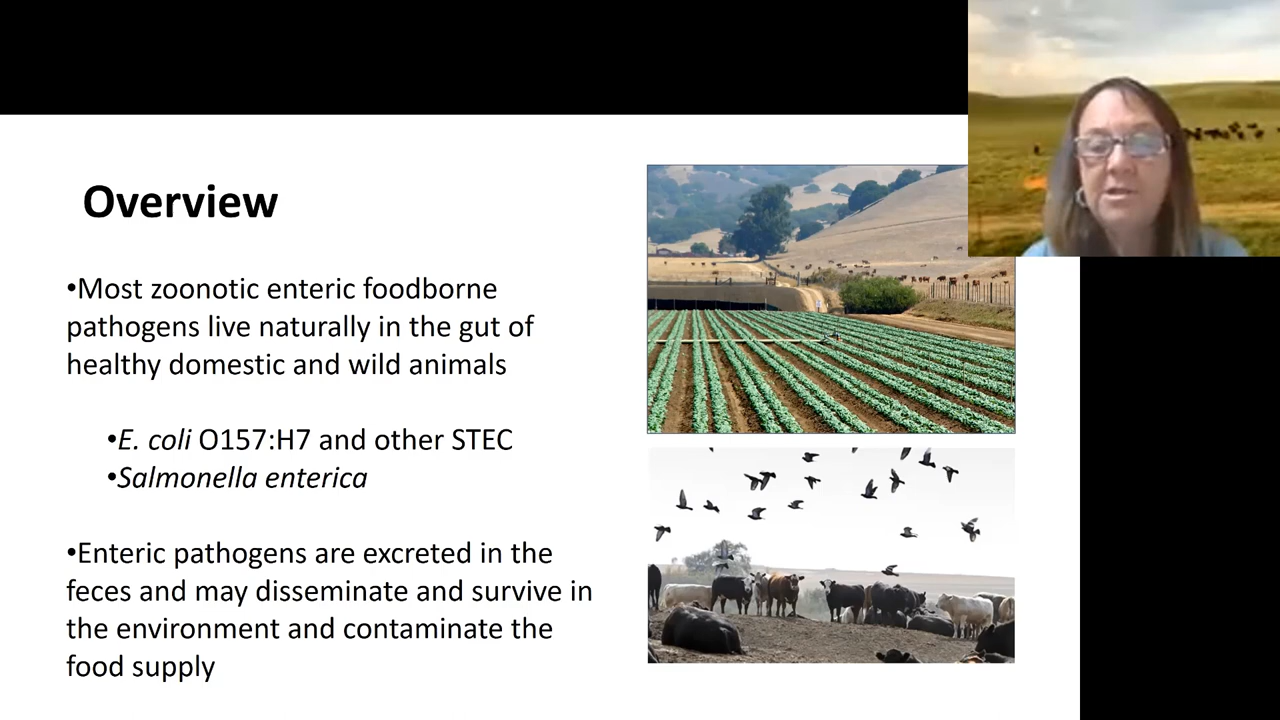 Overview
•Most zoonotic enteric foodborne
pathogens live naturally in the gut of
healthy domestic and wild animals
•E. coli O157:H7 and other STEC
•Salmonella enterica
•Enteric pathogens are excreted in the
feces and may disseminate and survive in
the environment and contaminate the
food supply